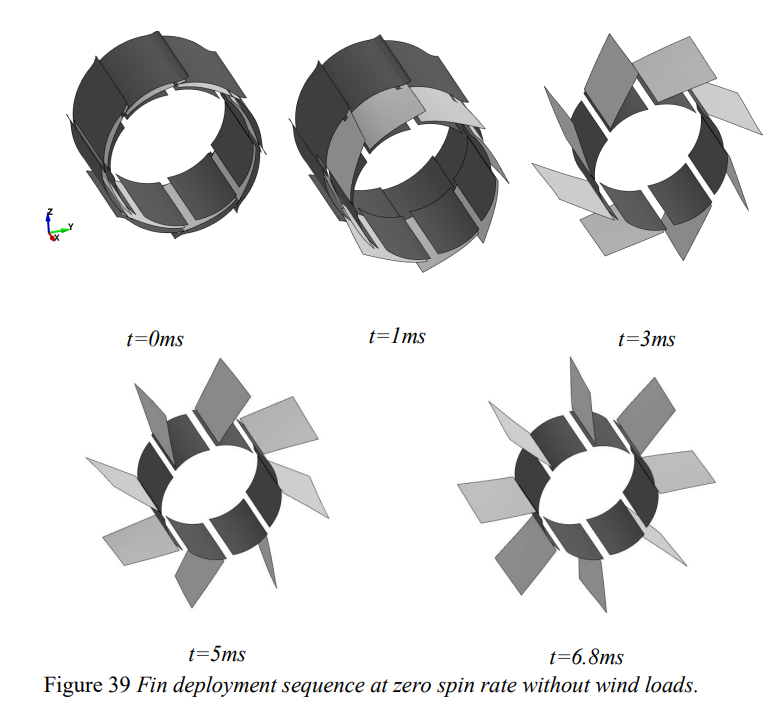 Z
Y
X
t=0ms
t=1ms
t=3ms
t=5ms
t=6.8ms
Figure 39 Fin deployment sequence at zero spin rate without wind loads.